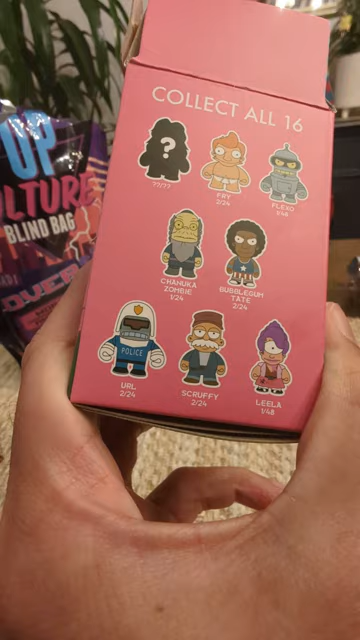 COLLECT ALL 16
?
??/??
FRY
2/24
FLEXO
1/48
CHANUKA
ZOMBIE
1/24
BUBBLEGUM
TATE
2/24
POLICE
URL
2/24
SCRUFFY
2/24
LEELA
1/48
UP
ULTURE
BLIND BAG